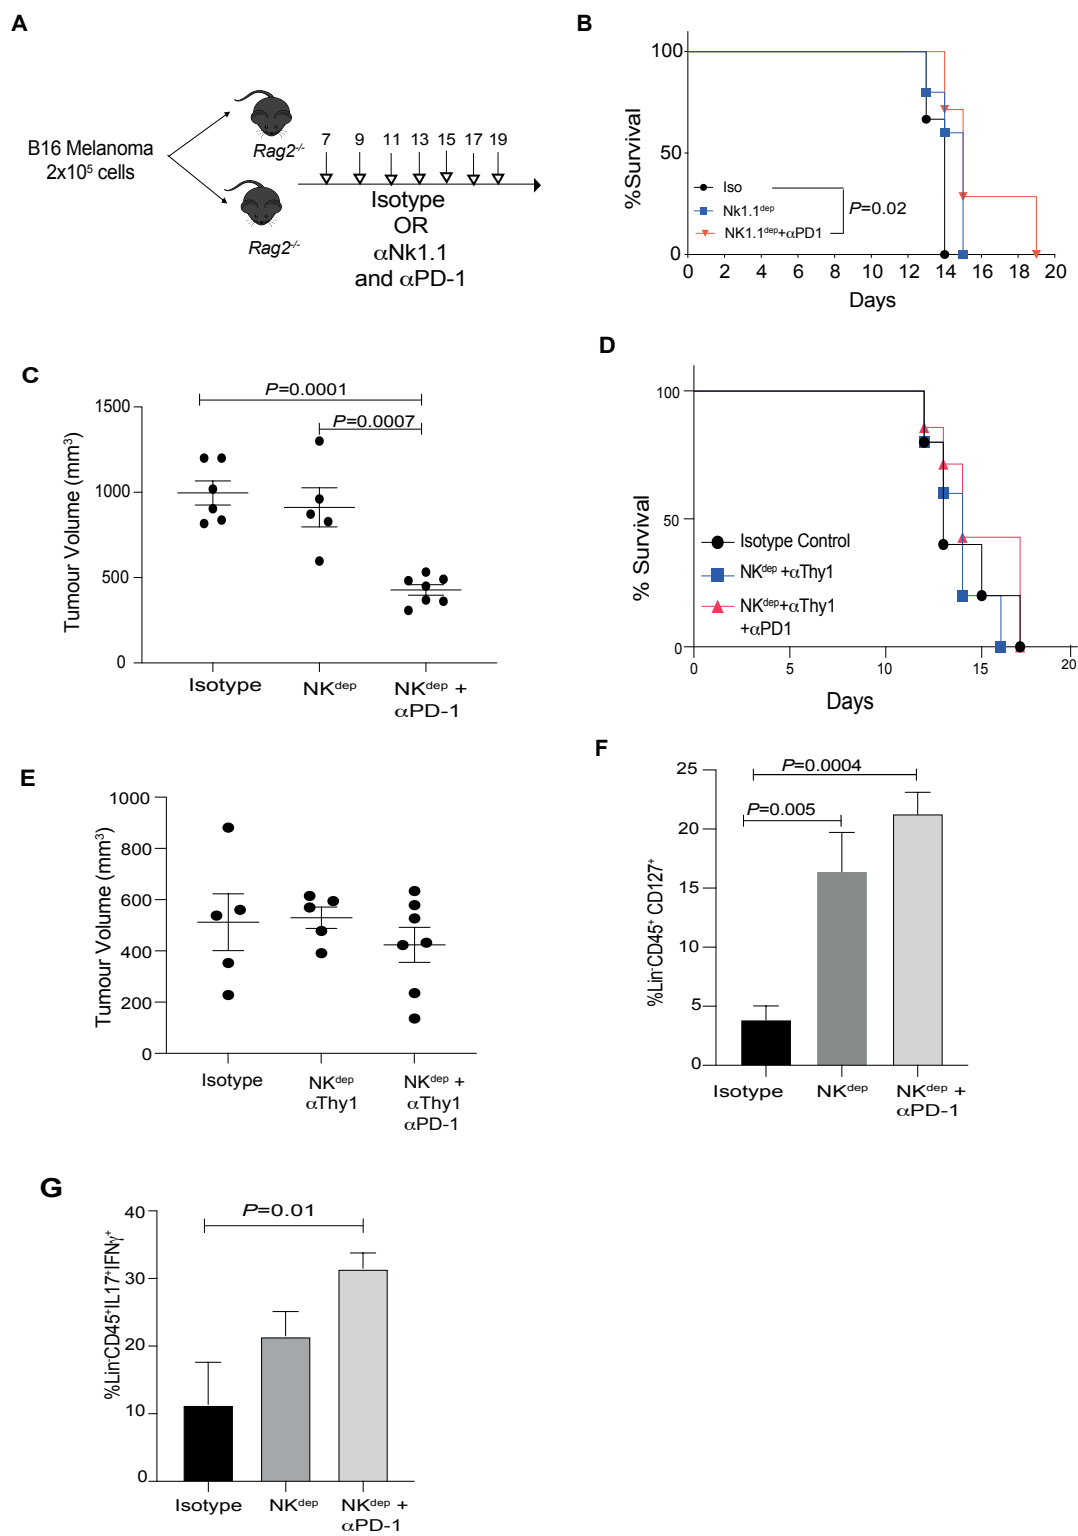 A
B16 Melanoma
2x10⁵ cells
Rag2-/-
Rag2-/-
7 9 11 13 15 17 19
Isotype
OR
αNk1.1
and αPD-1
B
%Survival
100
50
0
Iso
Nk1.1dep
NK1.1dep+αPD1
P=0.02
0 2 4 6 8 10 12 14 16 18 20
Days
C
Tumour Volume (mm³)
1500
1000
500
0
P=0.0001
P=0.0007
Isotype
NKdep
NKdep +
αPD-1
D
% Survival
100
50
0
Isotype Control
NKdep +αThy1
NKdep+αThy1
+αPD1
0 5 10 15 20
Days
E
Tumour Volume (mm³)
1000
800
600
400
200
0
Isotype
NKdep
αThy1
NKdep +
αThy1
αPD-1
F
%Lin-CD45+ CD127+
25
20
15
10
5
0
P=0.0004
P=0.005
Isotype
NKdep
NKdep +
αPD-1
G
%Lin-CD45+IL17+IFNγ+
40
30
20
10
0
P=0.01
Isotype
NKdep
NKdep +
αPD-1